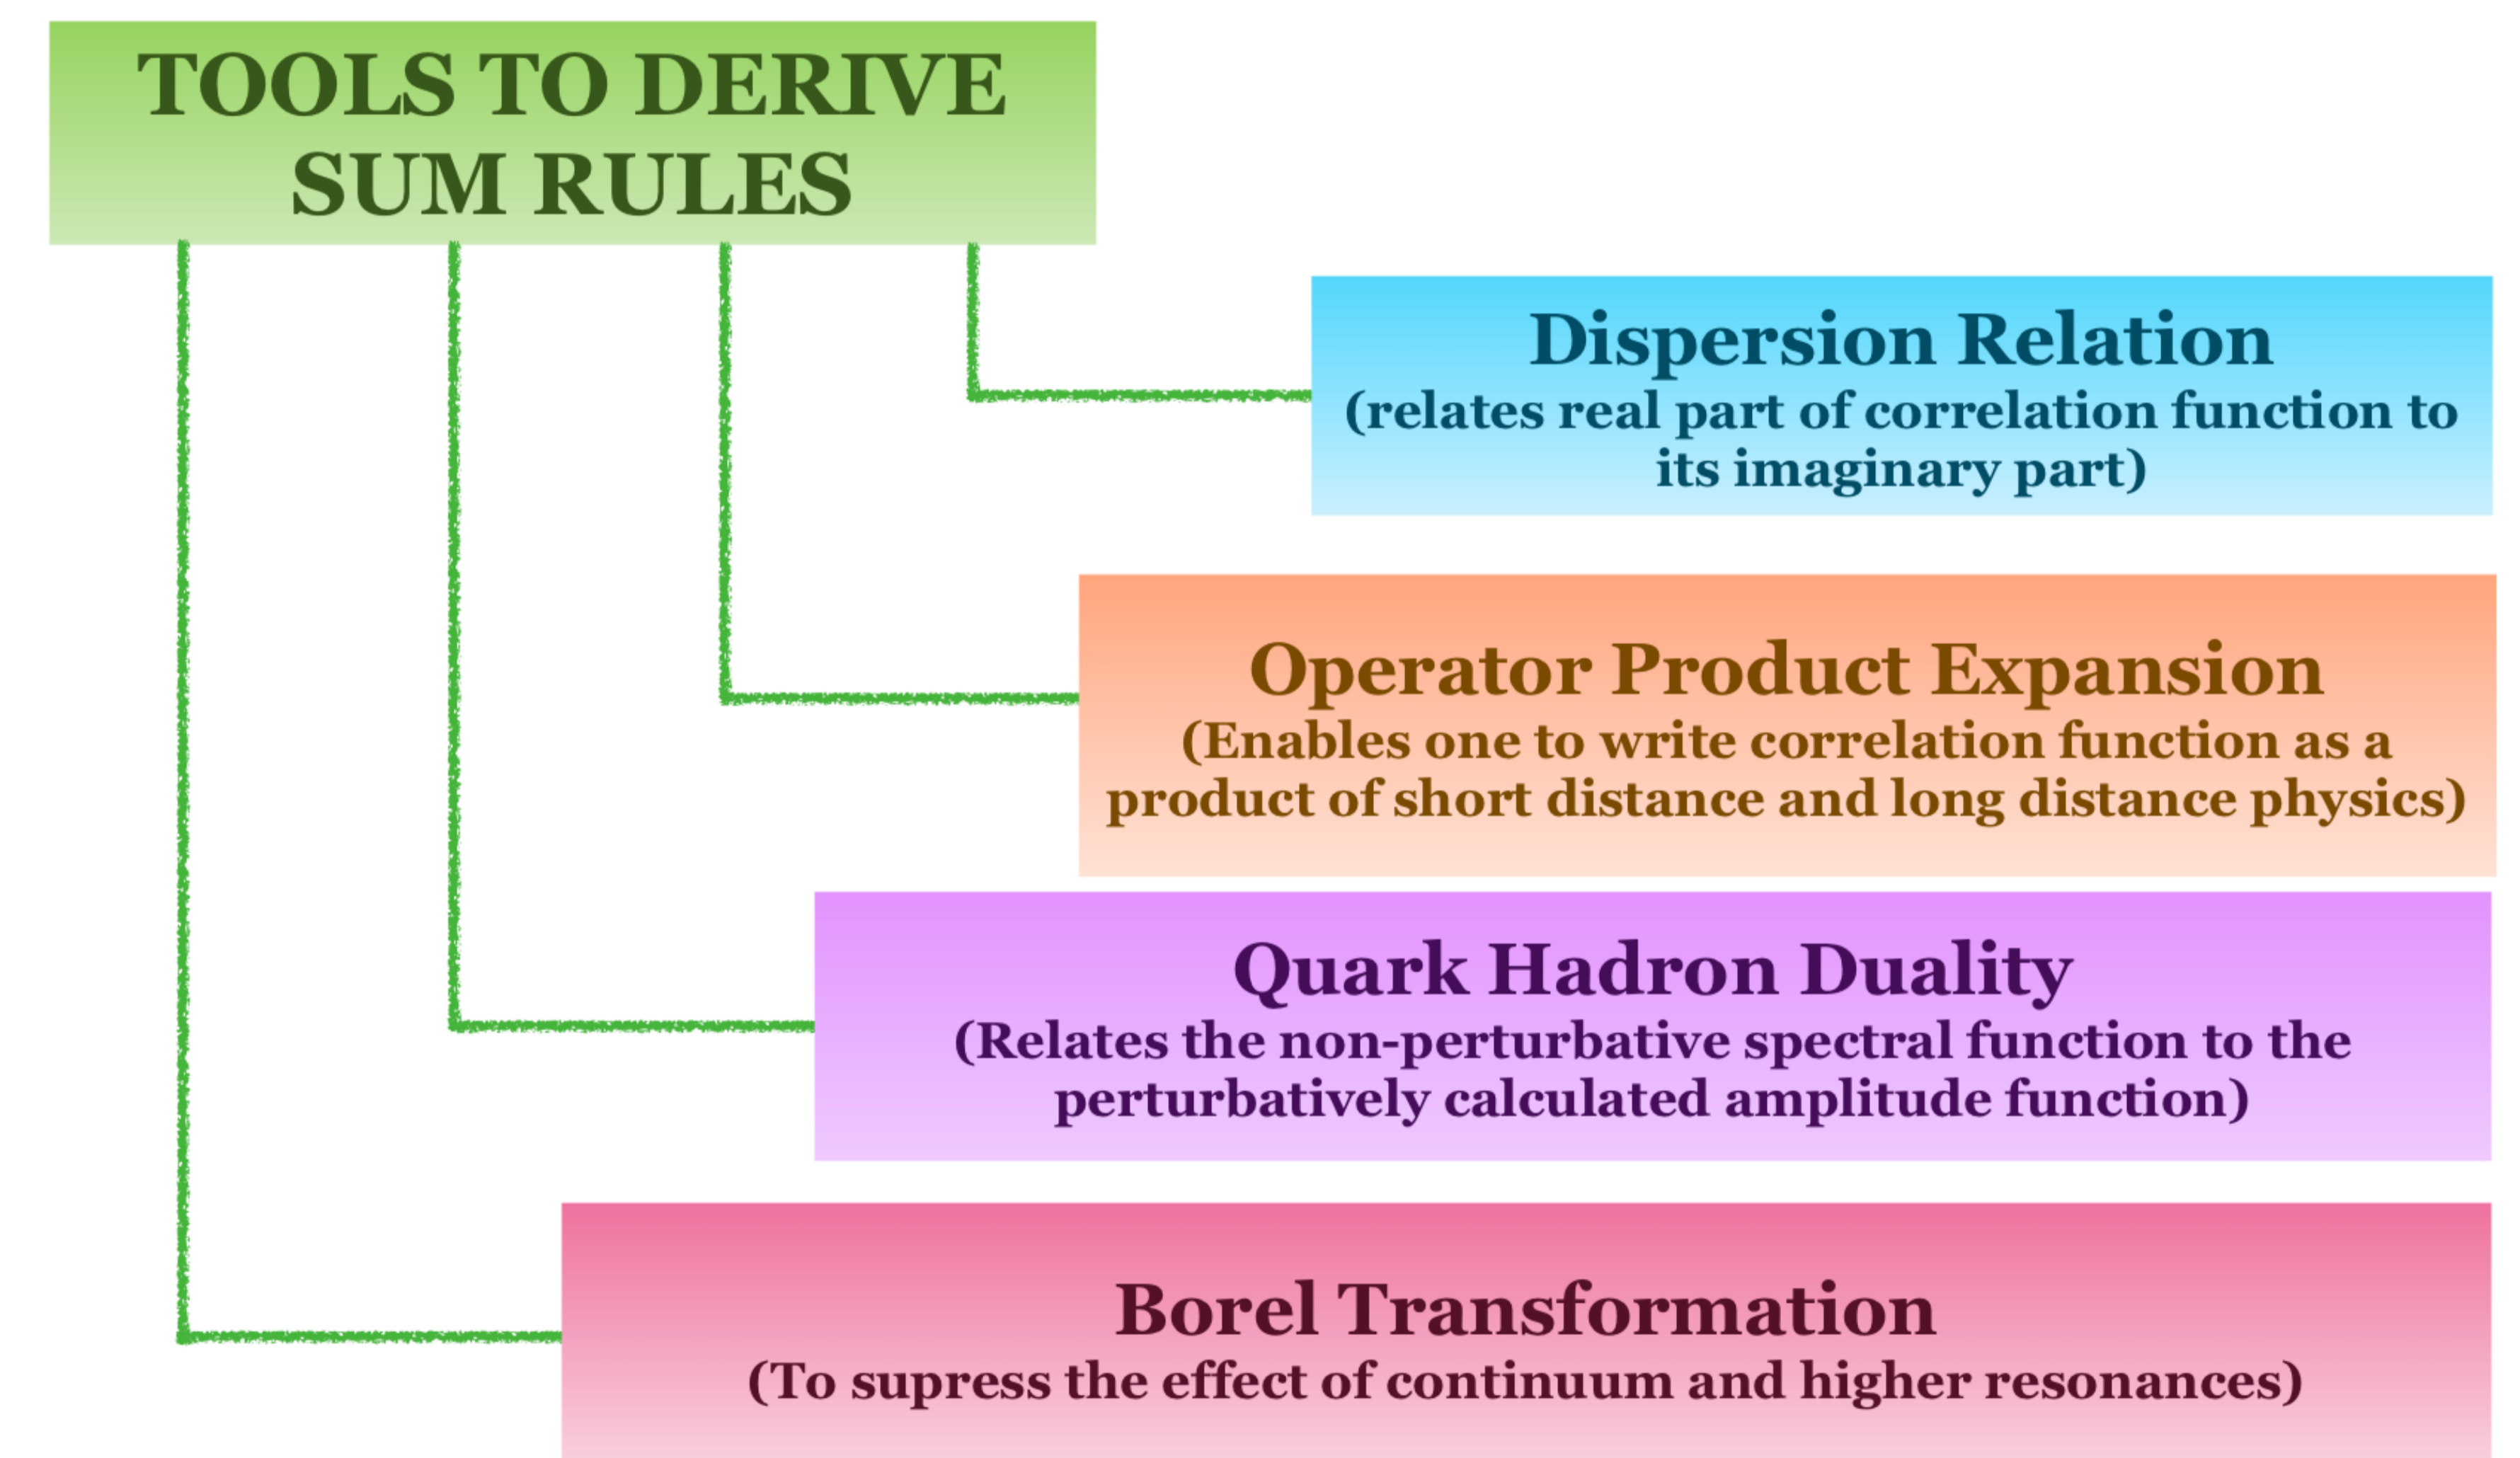 TOOLS TO DERIVE
SUM RULES
Dispersion Relation
(relates real part of correlation function to
its imaginary part)
Operator Product Expansion
(Enables one to write correlation function as a
product of short distance and long distance physics)
Quark Hadron Duality
(Relates the non-perturbative spectral function to the
perturbatively calculated amplitude function)
Borel Transformation
(To supress the effect of continuum and higher resonances)